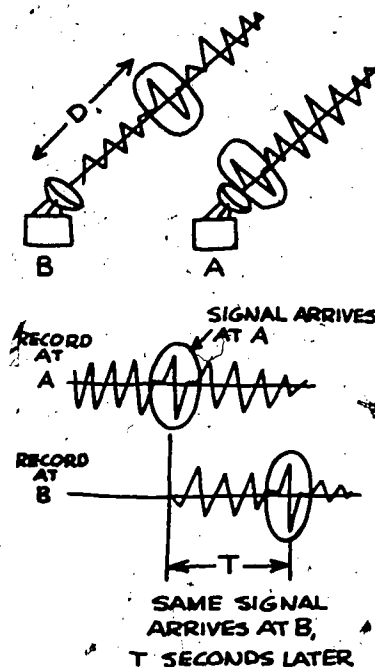 D
B
A
SIGNAL ARRIVES
AT A
RECORD
AT
A
RECORD
AT
B
T
SAME SIGNAL
ARRIVES AT B,
T SECONDS LATER